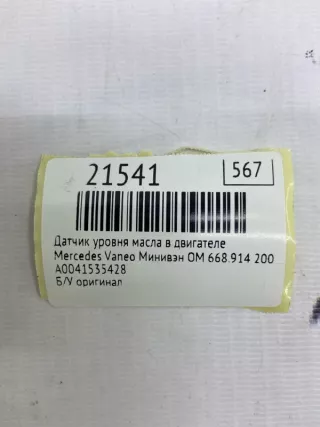 21541
567
Датчик уровня масла в двигателе
Mercedes Vaneo Минивэн OM 668.914 200
A0041535428
Б/У оригинал